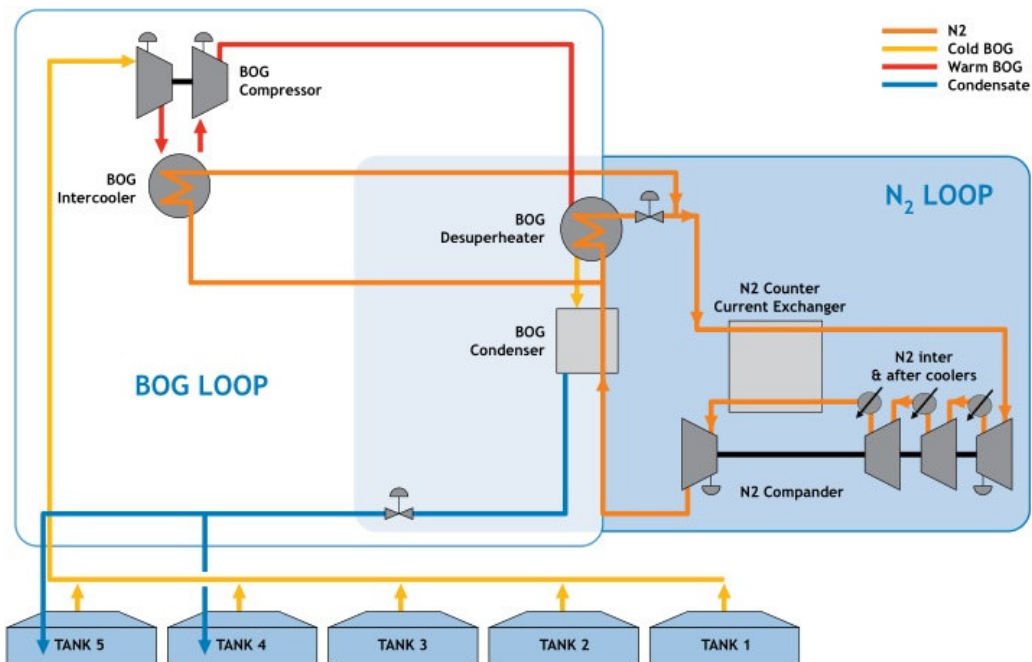 N2
Cold BOG
Warm BOG
Condensate
BOG
Compressor
BOG
Intercooler
BOG
Desuperheater
N₂ LOOP
N2 Counter
Current Exchanger
BOG
Condenser
N2 inter
& after coolers
BOG LOOP
N2 Compander
TANK 5
TANK 4
TANK 3
TANK 2
TANK 1